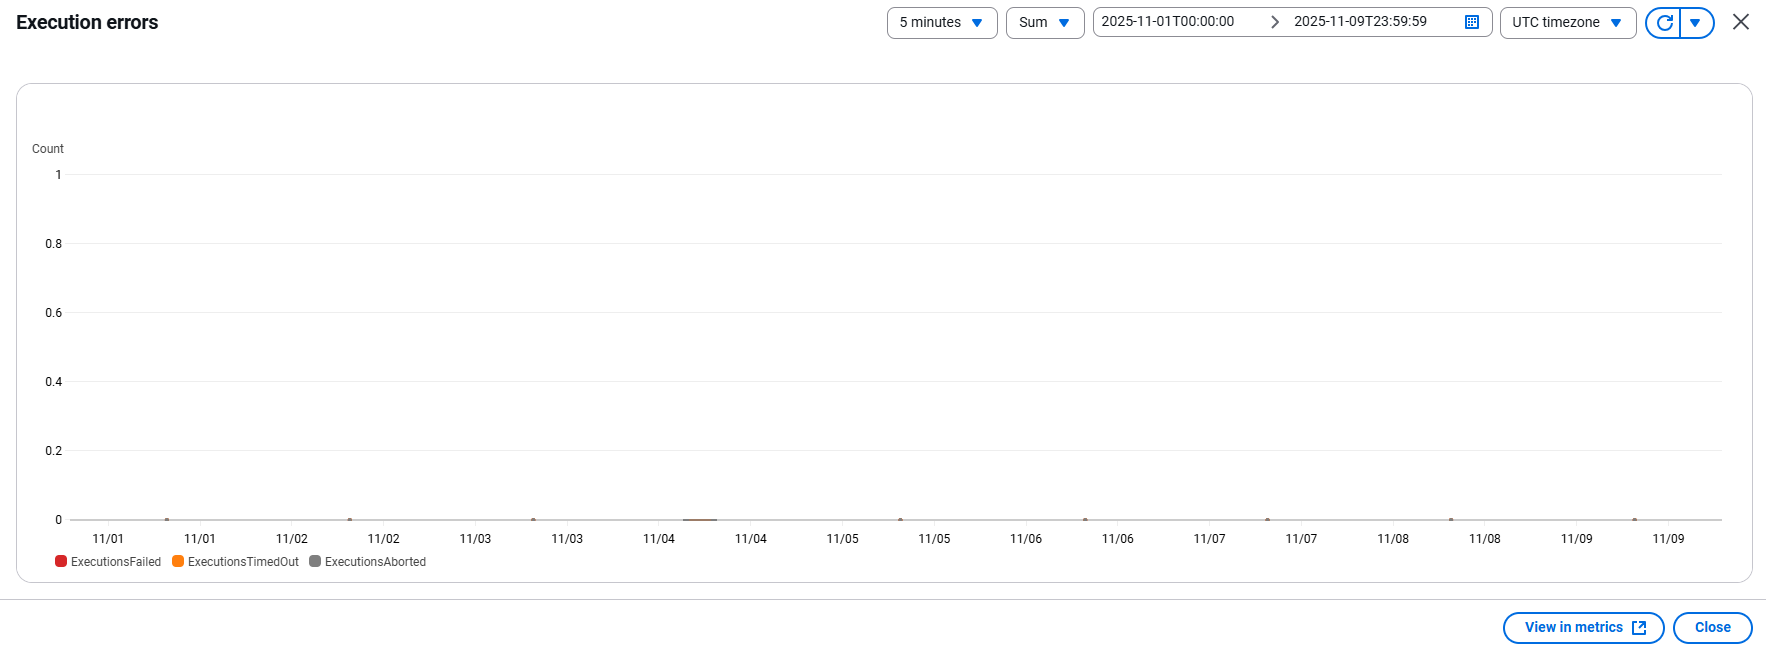 Execution errors
5 minutes
Sum
2025-11-01T00:00:00
2025-11-09T23:59:59
UTC timezone
Count
1
0.8
0.6
0.4
0.2
0
11/01 11/01 11/02 11/02 11/03 11/03 11/04 11/04 11/05 11/05 11/06 11/06 11/07 11/07 11/08 11/08 11/09 11/09
ExecutionsFailed ExecutionsTimedOut ExecutionsAborted
View in metrics
Close